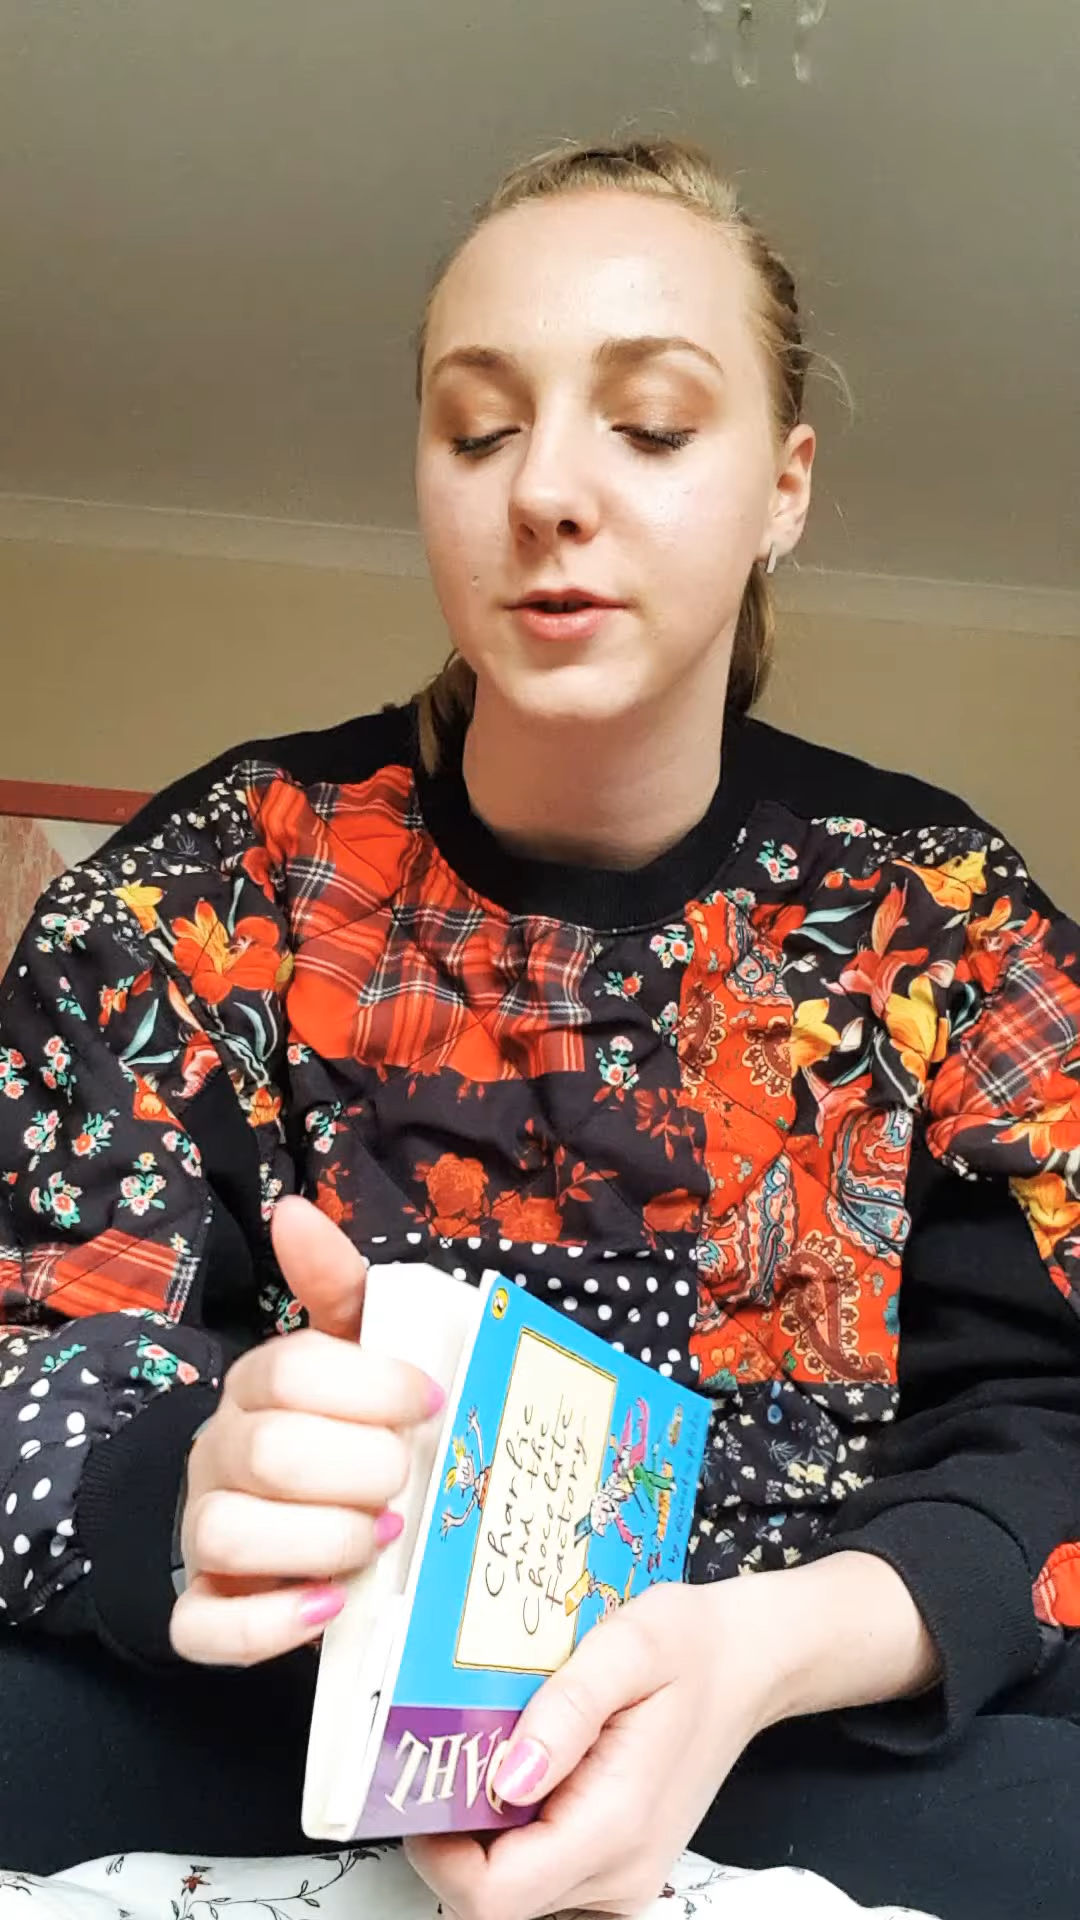 Charlie
and the
Chocolate
Factory
DAHL